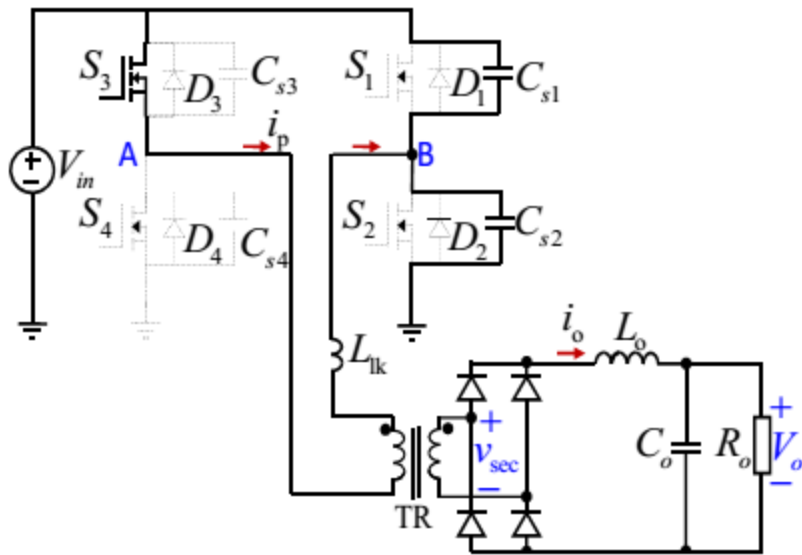 S3
D3
Cs3
S1
D1
Cs1
A
ip
B
Vin
+
−
S4
D4
Cs4
S2
D2
Cs2
Llk
io
Lo
+
vsec
−
Co
Ro
+
Vo
−
TR